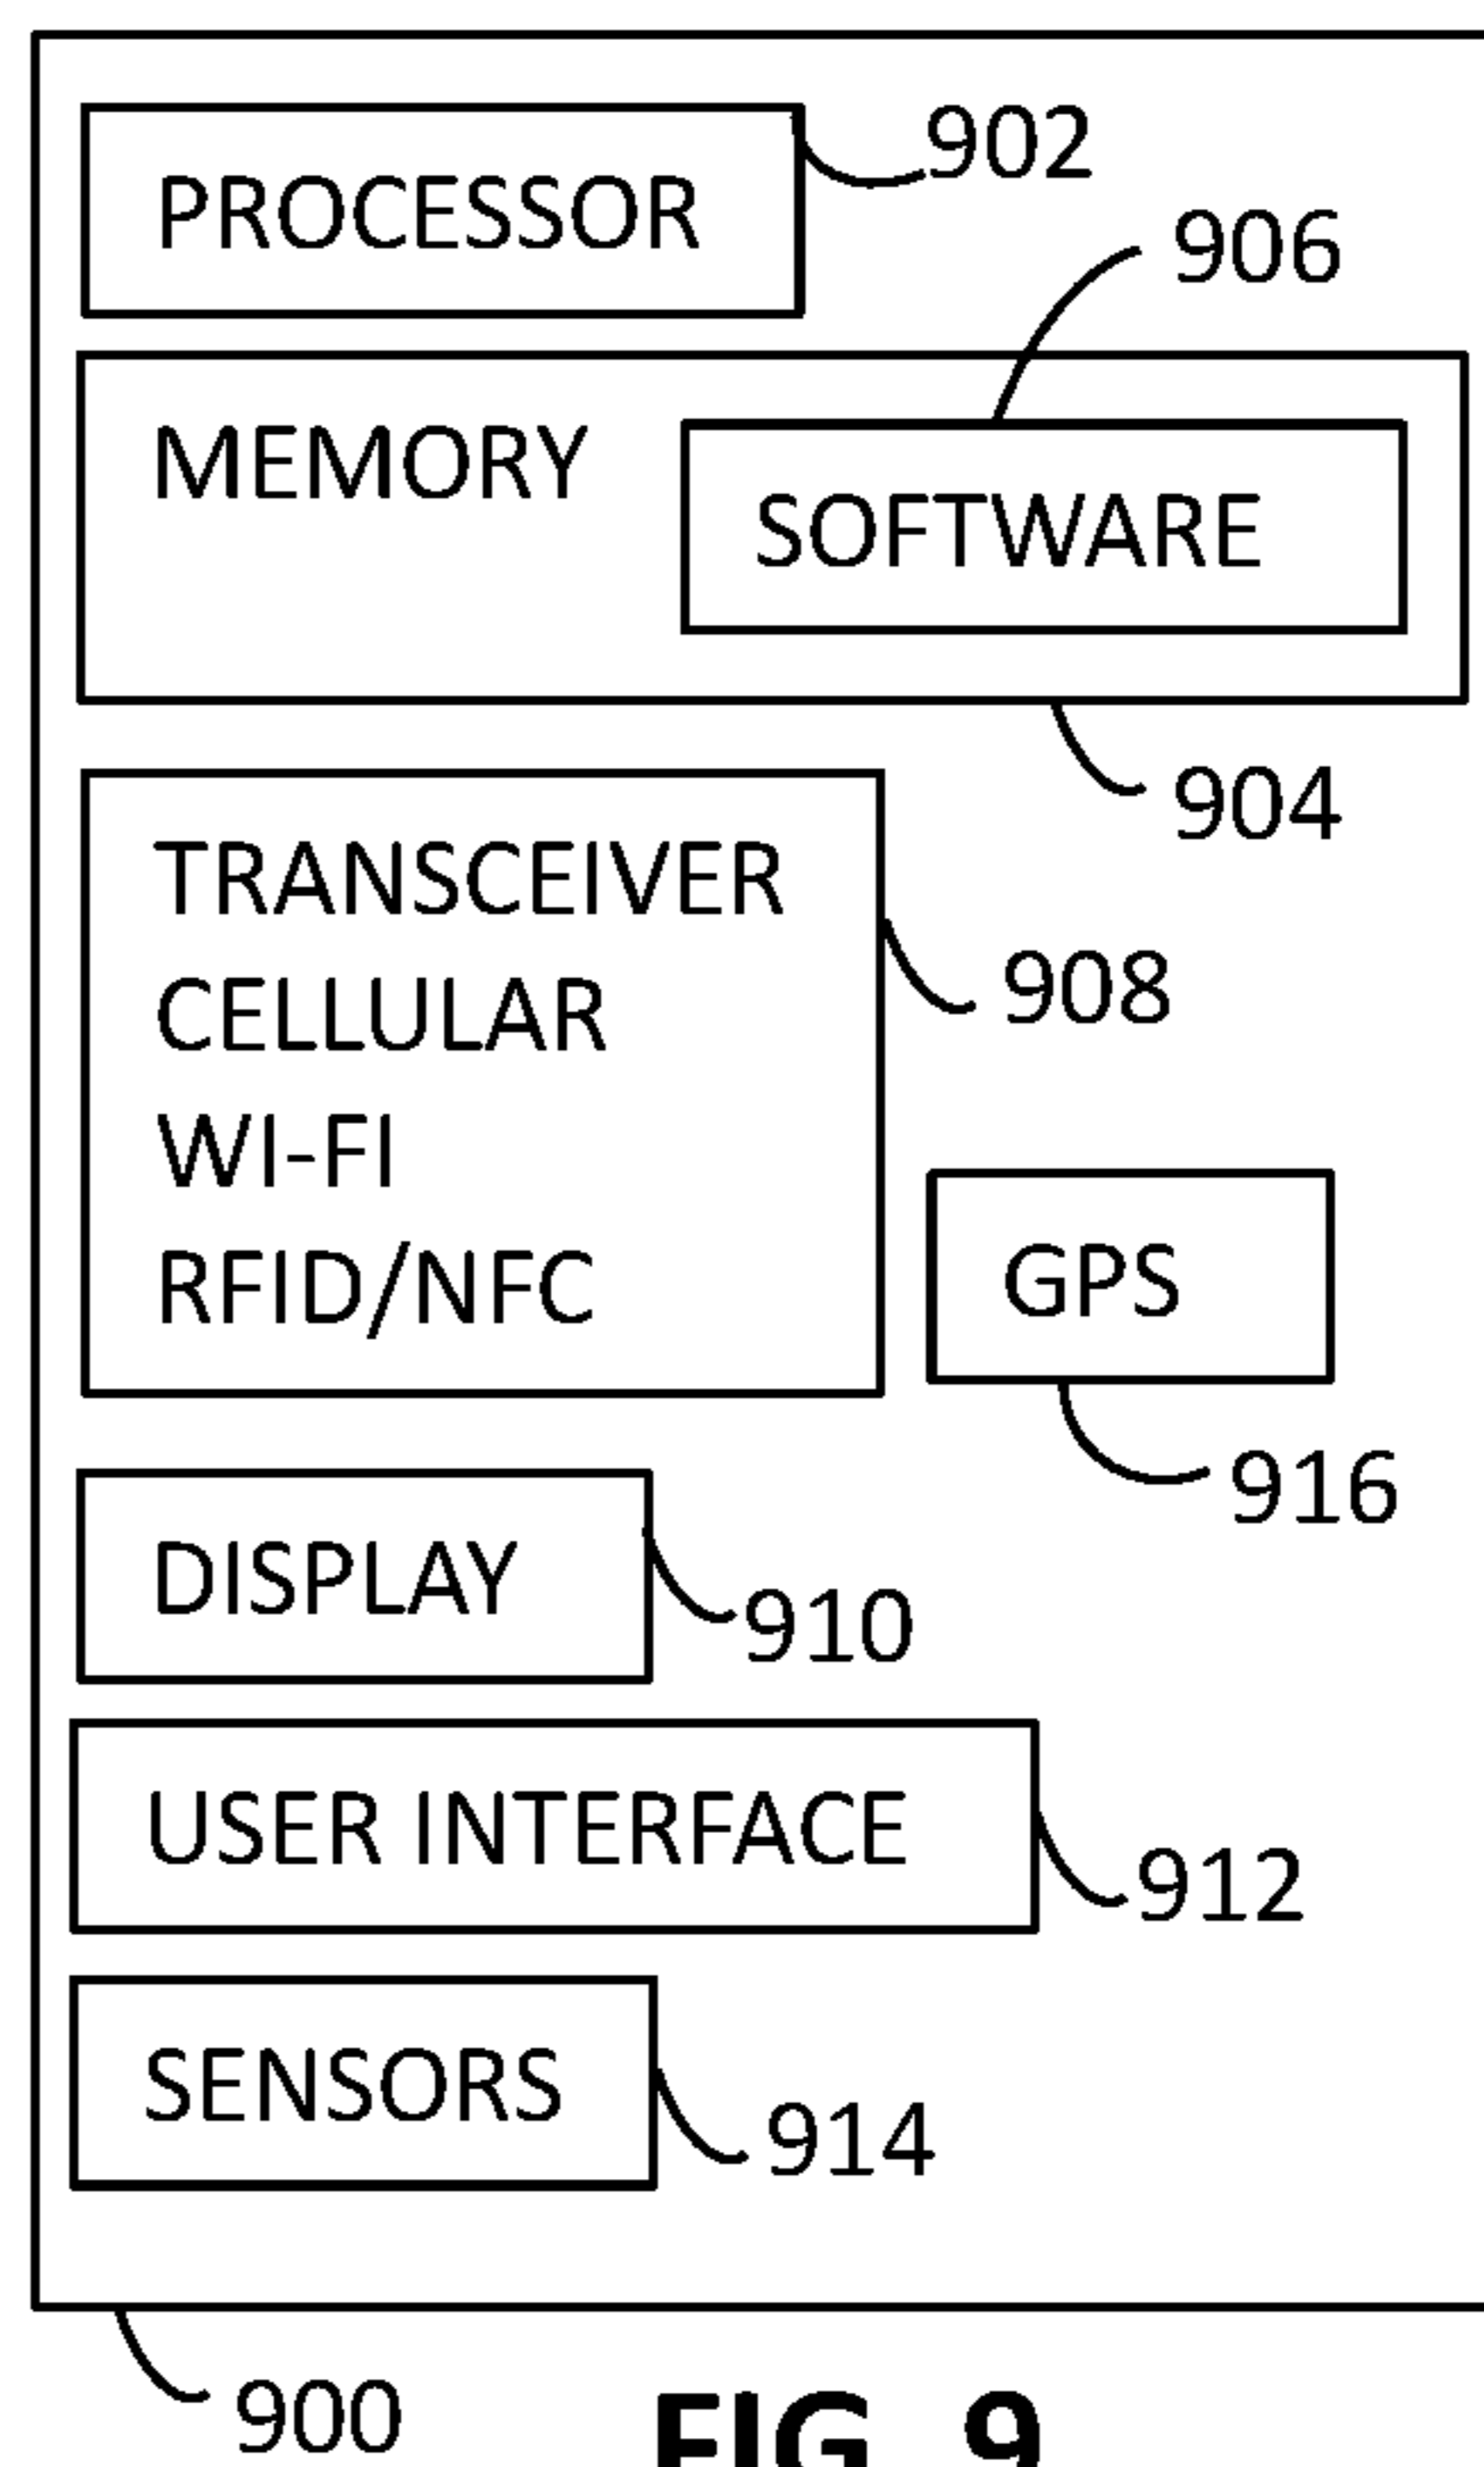 PROCESSOR
902
906
MEMORY
SOFTWARE
904
TRANSCEIVER
CELLULAR
WI-FI
RFID/NFC
908
GPS
916
DISPLAY
910
USER INTERFACE
912
SENSORS
914
900
FIG. 9